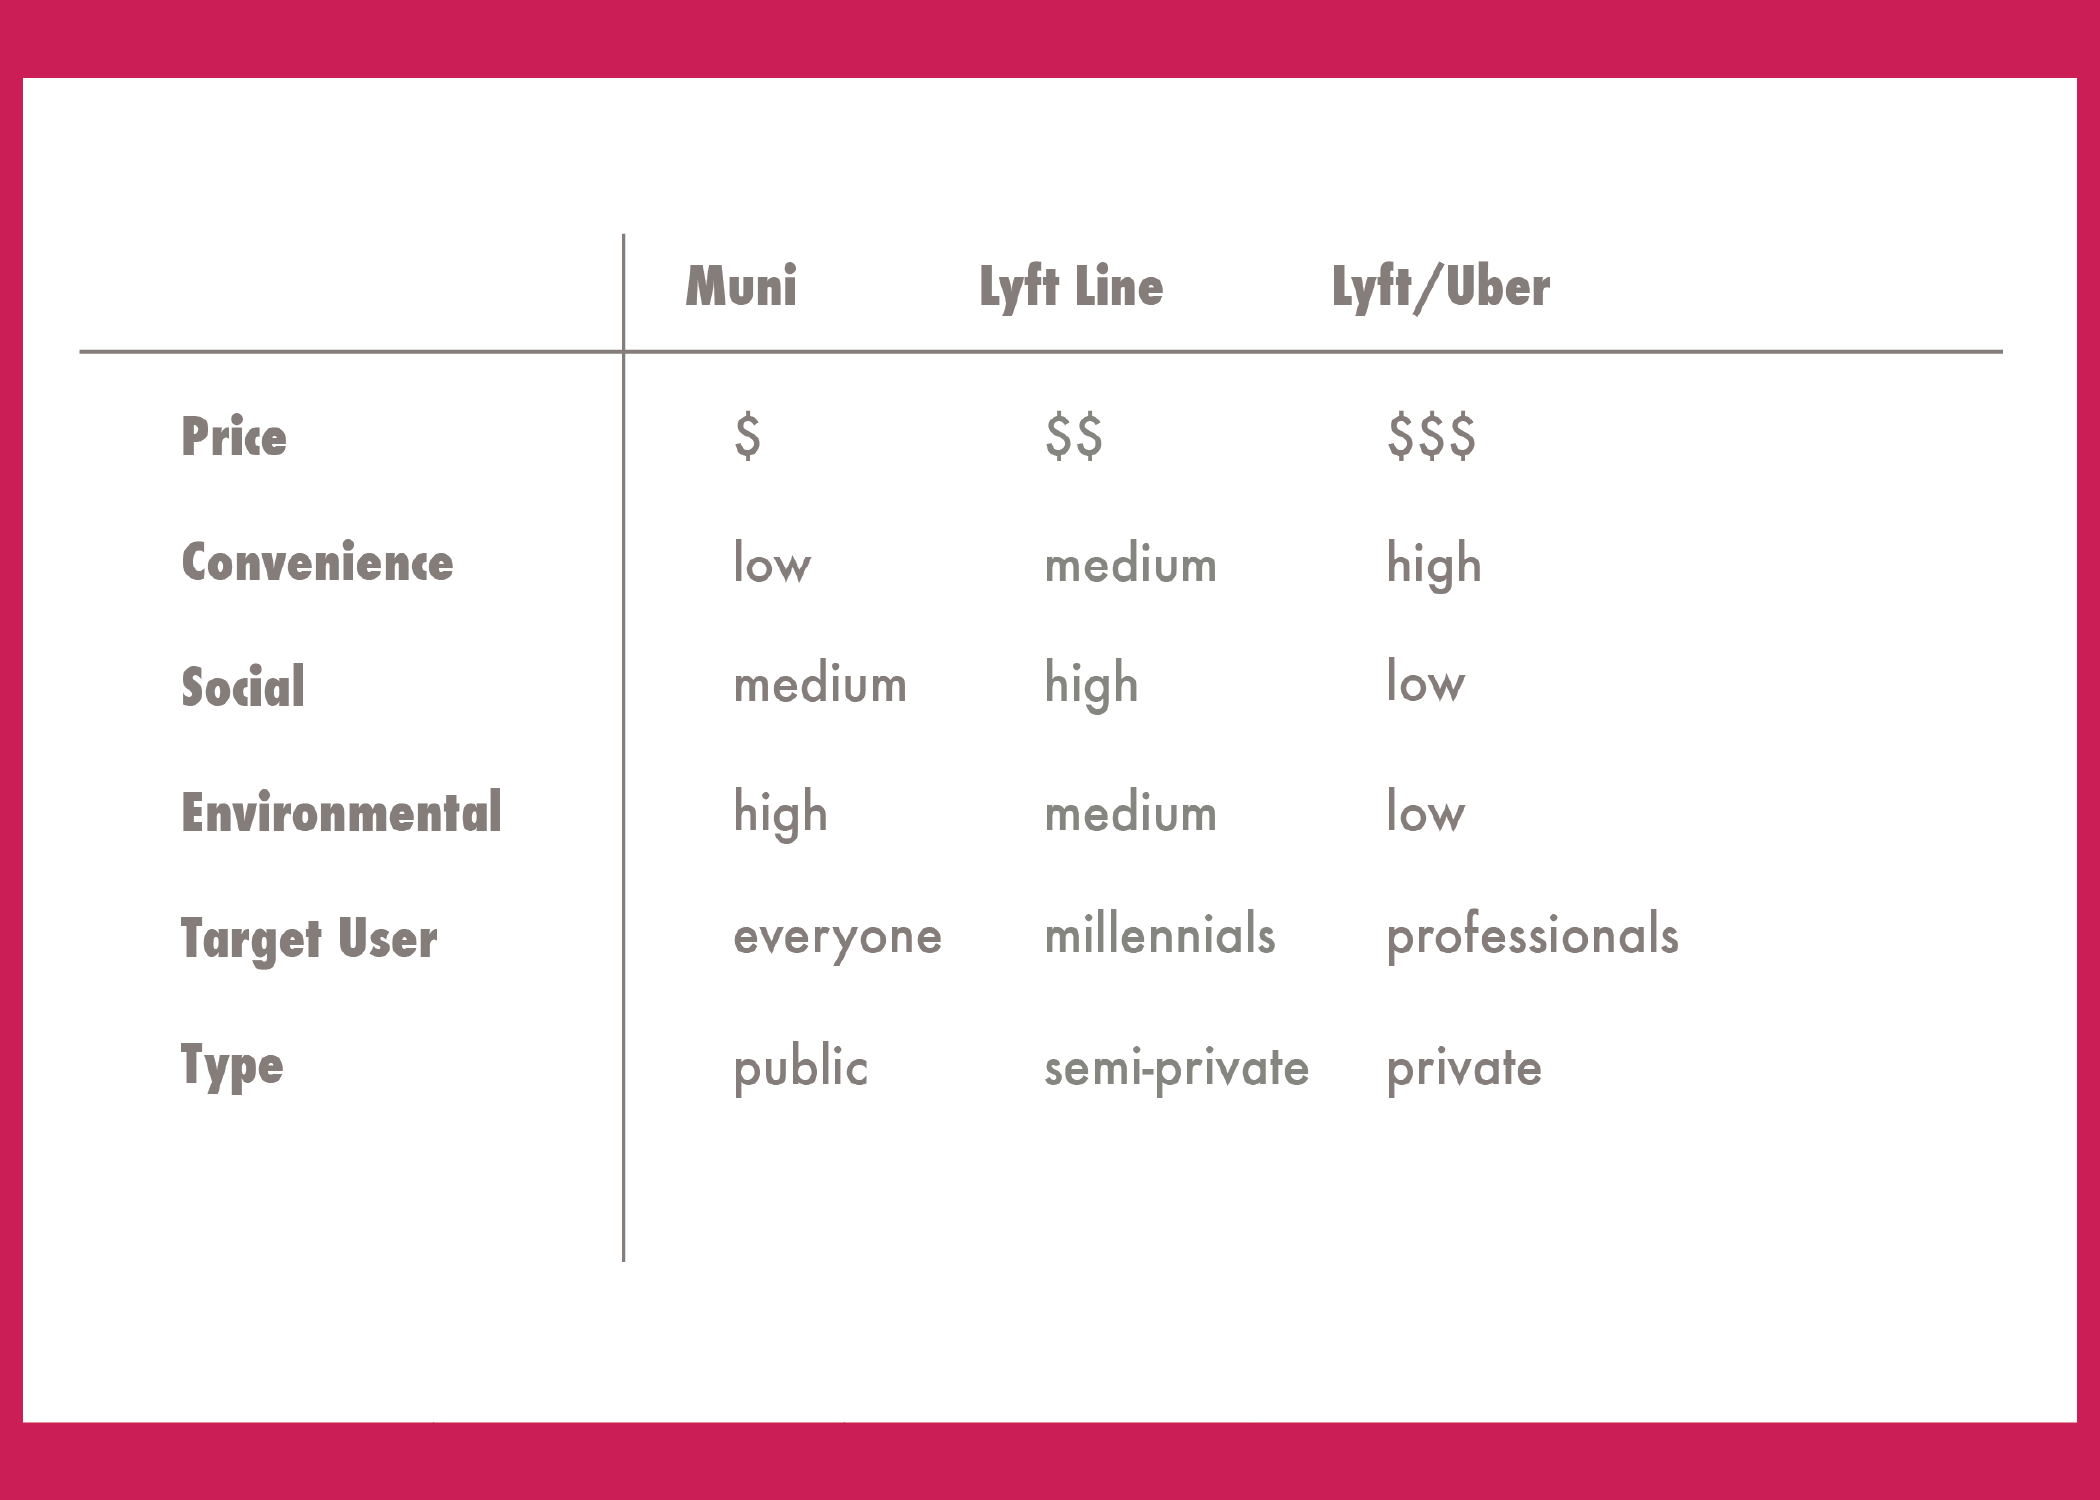 Muni Lyft Line Lyft/Uber
Price $ $$ $$$
Convenience low medium high
Social medium high low
Environmental high medium low
Target User everyone millennials professionals
Type public semi-private private